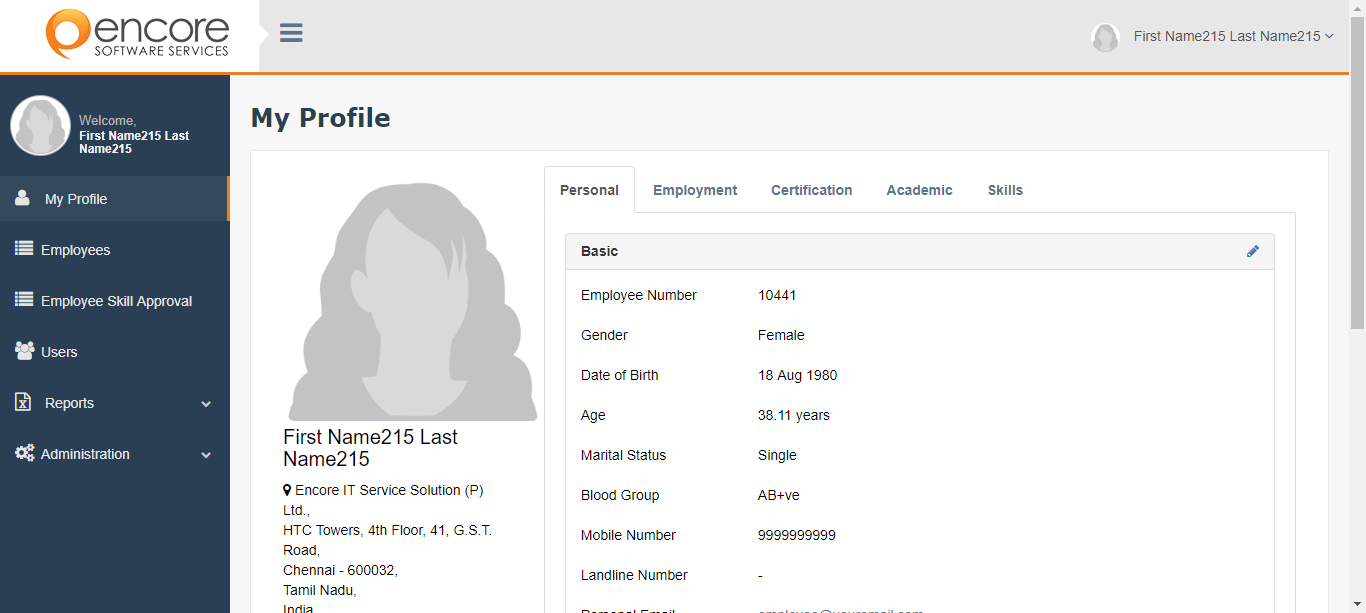 encore
SOFTWARE SERVICES
First Name215 Last Name215
Welcome,
First Name215 Last
Name215
My Profile
Employees
Employee Skill Approval
Users
Reports
Administration
My Profile
First Name215 Last
Name215
Encore IT Service Solution (P)
Ltd.,
HTC Towers, 4th Floor, 41, G.S.T.
Road,
Chennai - 600032,
Tamil Nadu,
India
Personal Employment Certification Academic Skills
Basic
Employee Number 10441
Gender Female
Date of Birth 18 Aug 1980
Age 38.11 years
Marital Status Single
Blood Group AB+ve
Mobile Number 9999999999
Landline Number -
Personal Email